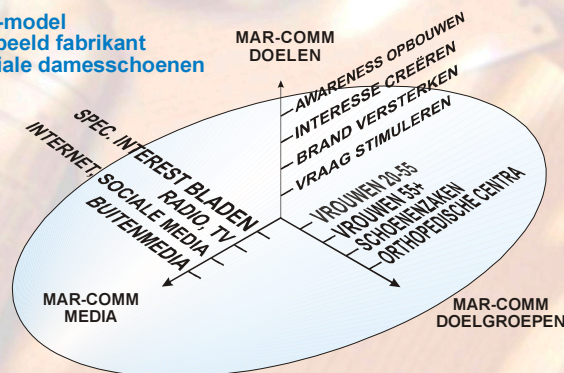 -model
beeld fabrikant
iale damesschoenen
MAR-COMM
DOELEN
AWARENESS OPBOUWEN
INTERESSE CREËREN
BRAND VERSTERKEN
VRAAG STIMULEREN
SPEC. INTEREST BLADEN
RADIO, TV
INTERNET, SOCIALE MEDIA
BUITENMEDIA
VROUWEN 20-55
VROUWEN 55+
SCHOENENZAKEN
ORTHOPEDISCHE CENTRA
MAR-COMM
MEDIA
MAR-COMM
DOELGROEPEN